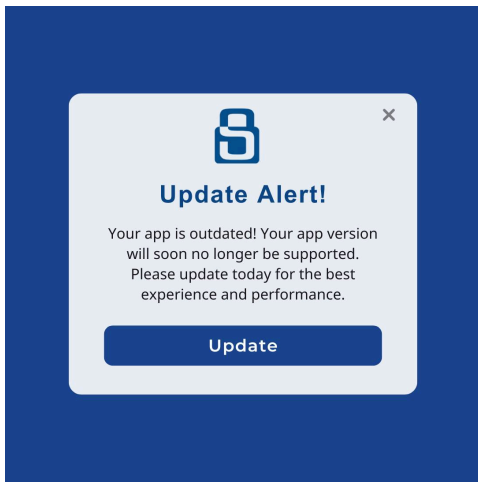 Update Alert!
Your app is outdated! Your app version
will soon no longer be supported.
Please update today for the best
experience and performance.
Update